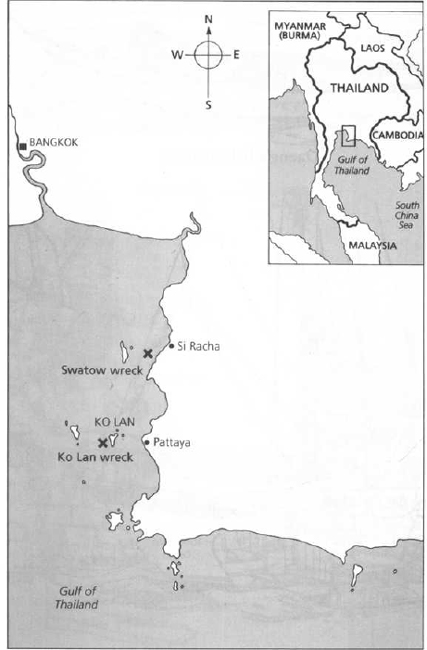 N
W
E
S
BANGKOK
Si Racha
Swatow wreck
KO LAN
Pattaya
Ko Lan wreck
Gulf of
Thailand
MYANMAR
(BURMA)
LAOS
THAILAND
CAMBODIA
Gulf of
Thailand
South
China
Sea
MALAYSIA